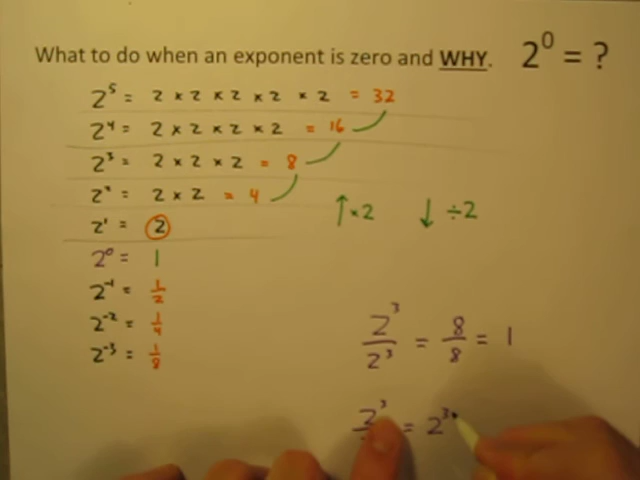 What to do when an exponent is zero and WHY. 2⁰ = ?
2⁵ = 2 × 2 × 2 × 2 × 2 = 32
2⁴ = 2 × 2 × 2 × 2 = 16
2³ = 2 × 2 × 2 = 8
2² = 2 × 2 = 4
↑×2 ↓ ÷2
2¹ = 2
2⁰ = 1
2⁻¹ = 1/2
2⁻² = 1/4
2⁻³ = 1/8
2³/2³ = 8/8 = 1
2³ = 2³